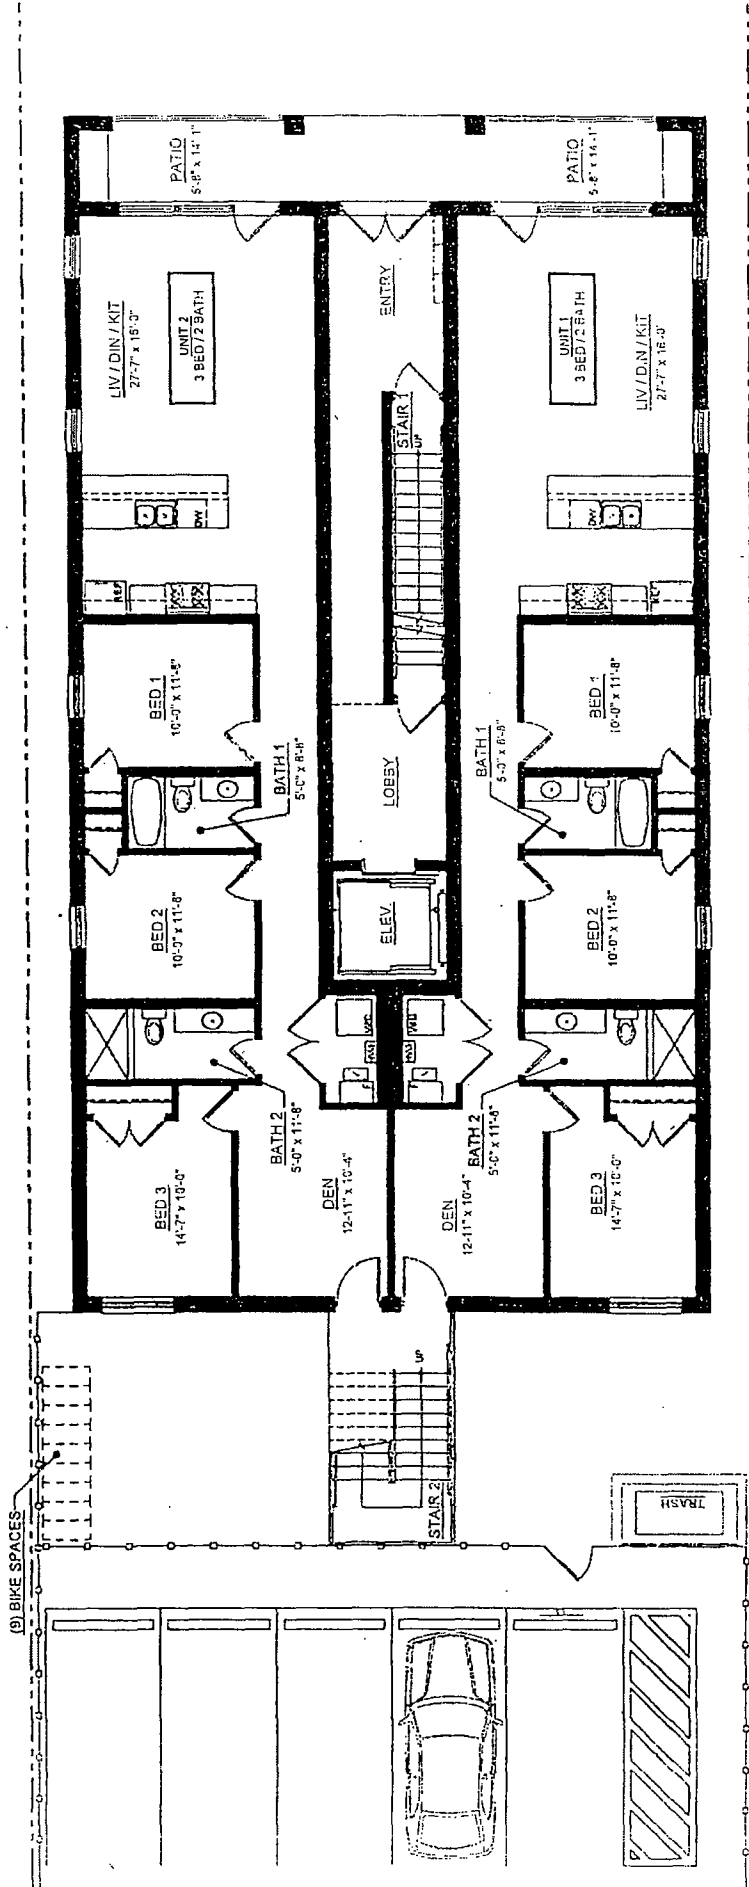 PATIO
5'-8" x 14'-1"
PATIO
5'-8" x 14'-1"
LIV / DIN / KIT
27'-7" x 16'-0"
UNIT 2
3 BED / 2 BATH
ENTRY
UNIT 1
3 BED / 2 BATH
LIV / DIN / KIT
27'-7" x 16'-0"
STAIR 1
UP
DW
DW
REF
REF
BED 1
10'-0" x 11'-8"
BATH 1
5'-0" x 8'-8"
LOBBY
BATH 1
5'-0" x 8'-8"
BED 1
10'-0" x 11'-8"
BED 2
10'-0" x 11'-8"
ELEV.
BED 2
10'-0" x 11'-8"
W/D
W/D
F
F
BATH 2
5'-0" x 11'-8"
BATH 2
5'-0" x 11'-8"
BED 3
14'-7" x 10'-0"
DEN
12-11" x 10'-4"
DEN
12-11" x 10'-4"
BED 3
14'-7" x 10'-0"
UP
STAIR 2
(9) BIKE SPACES
TRASH